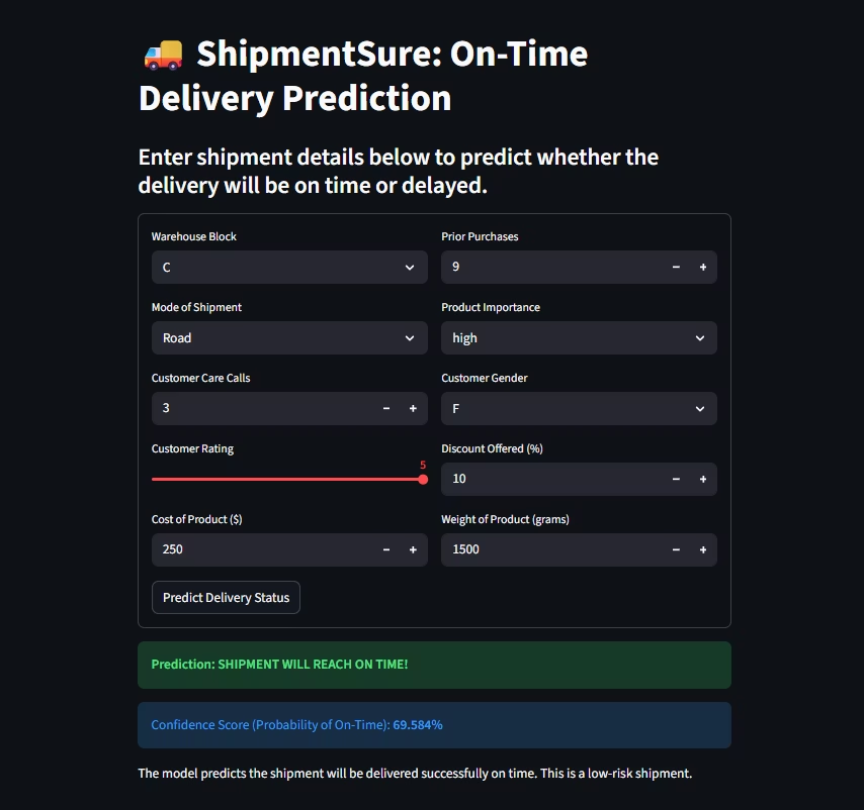 ShipmentSure: On-Time
Delivery Prediction
Enter shipment details below to predict whether the
delivery will be on time or delayed.
Warehouse Block
C
Prior Purchases
9
Mode of Shipment
Road
Product Importance
high
Customer Care Calls
3
Customer Gender
F
Customer Rating
5
Discount Offered (%)
10
Cost of Product ($)
250
Weight of Product (grams)
1500
Predict Delivery Status
Prediction: SHIPMENT WILL REACH ON TIME!
Confidence Score (Probability of On-Time): 69.584%
The model predicts the shipment will be delivered successfully on time. This is a low-risk shipment.